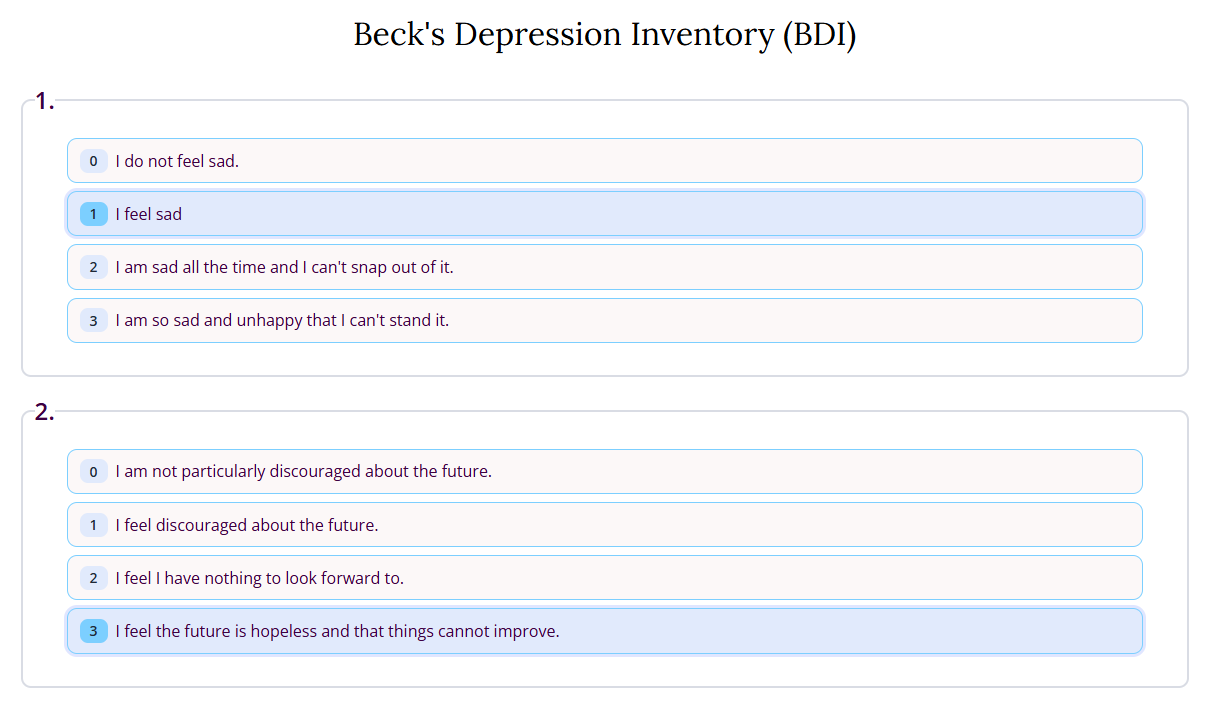 Beck's Depression Inventory (BDI)
1.
0 I do not feel sad.
1 I feel sad
2 I am sad all the time and I can't snap out of it.
3 I am so sad and unhappy that I can't stand it.
2.
0 I am not particularly discouraged about the future.
1 I feel discouraged about the future.
2 I feel I have nothing to look forward to.
3 I feel the future is hopeless and that things cannot improve.